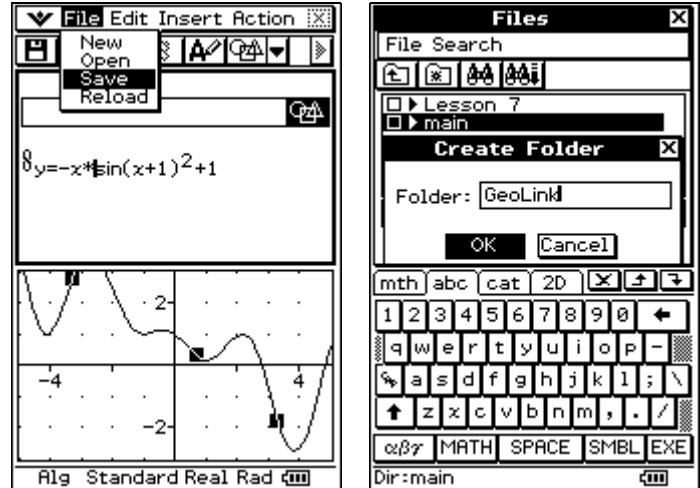 File Edit Insert Action
New
Open
Save
Reload
y=-x*sin(x+1)²+1
2
-4
4
-2
Alg Standard Real Rad
Files
File Search
Lesson 7
main
Create Folder
Folder: GeoLink
OK Cancel
mth abc cat 2D
1 2 3 4 5 6 7 8 9 0
q w e r t y u i o p -
a s d f g h j k l ; \
z x c v b n m , . /
αβγ MATH SPACE SMBL EXE
Dir:main